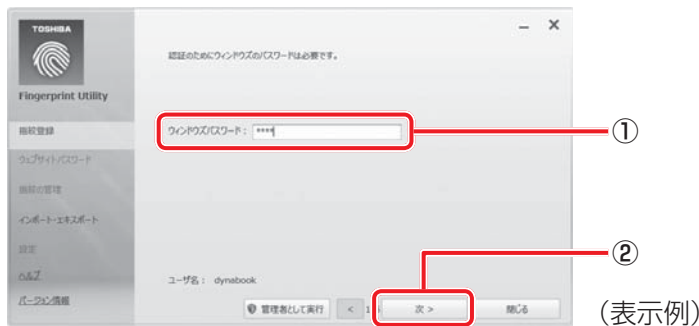 TOSHIBA
Fingerprint Utility
指紋登録
ウェブサイト/パスワード
指紋の管理
インポート・エキスポート
設定
ヘルプ
バージョン情報
認証のためにウィンドウズのパスワードは必要です。
ウィンドウズパスワード： ****
①
②
ユーザ名： dynabook
管理者として実行
<
次 >
閉じる
（表示例）